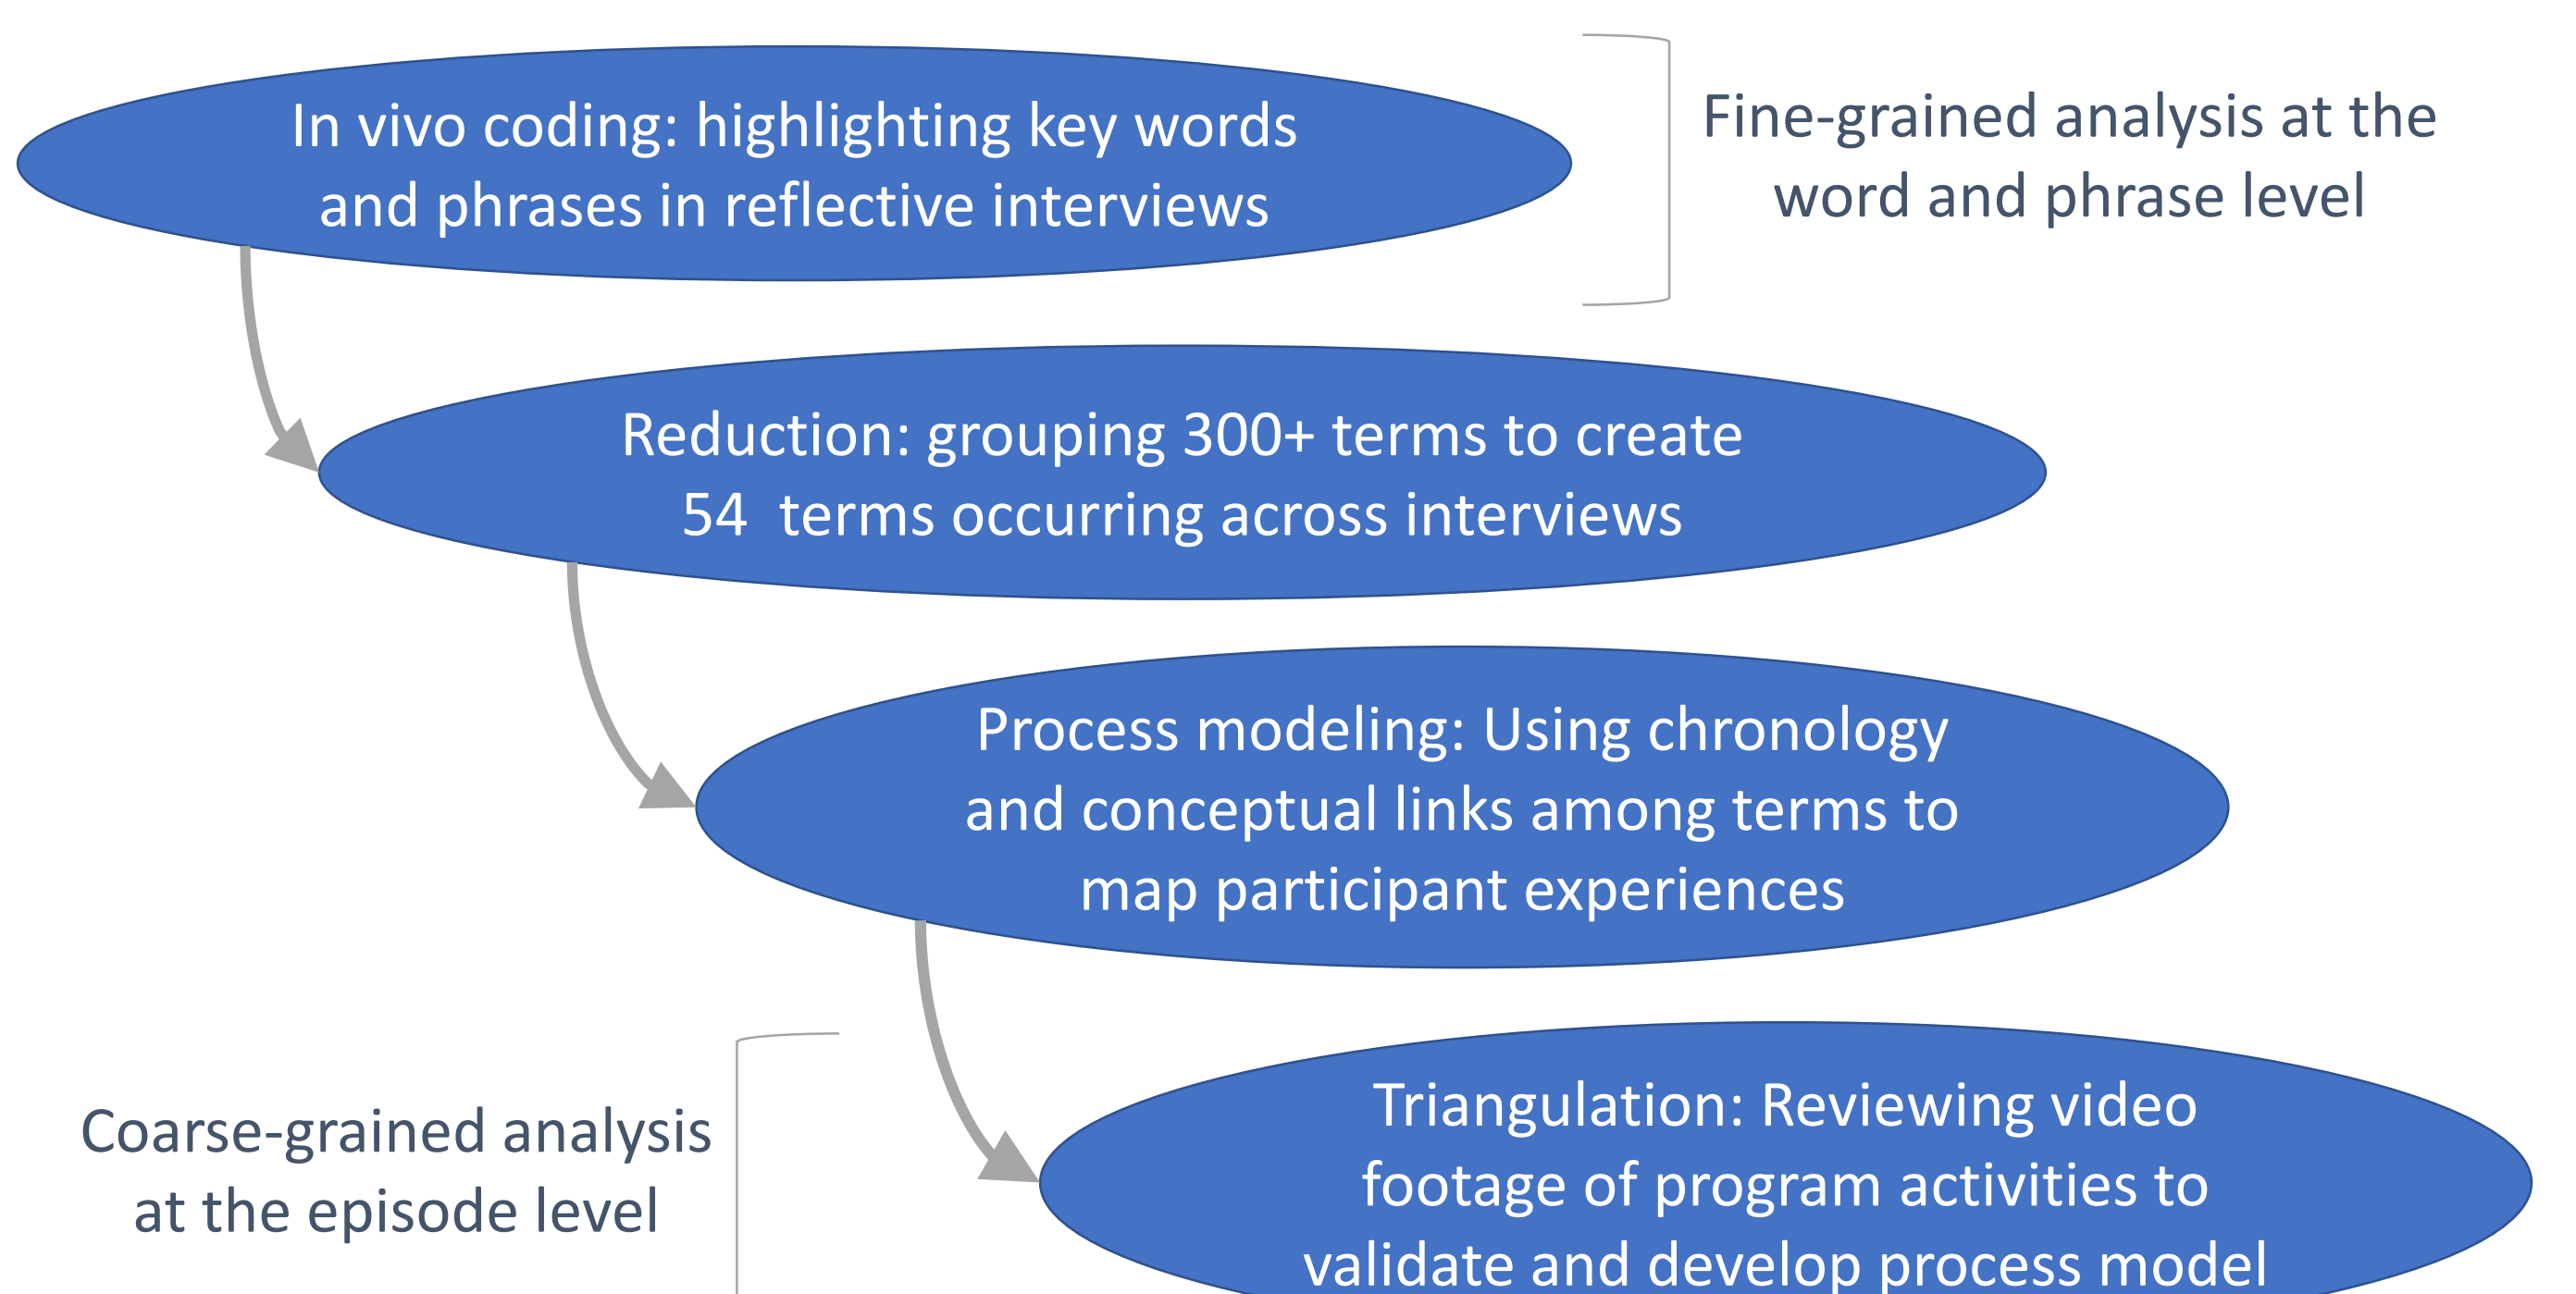 In vivo coding: highlighting key words
and phrases in reflective interviews
Fine-grained analysis at the
word and phrase level
Reduction: grouping 300+ terms to create
54  terms occurring across interviews
Process modeling: Using chronology
and conceptual links among terms to
map participant experiences
Coarse-grained analysis
at the episode level
Triangulation: Reviewing video
footage of program activities to
validate and develop process model